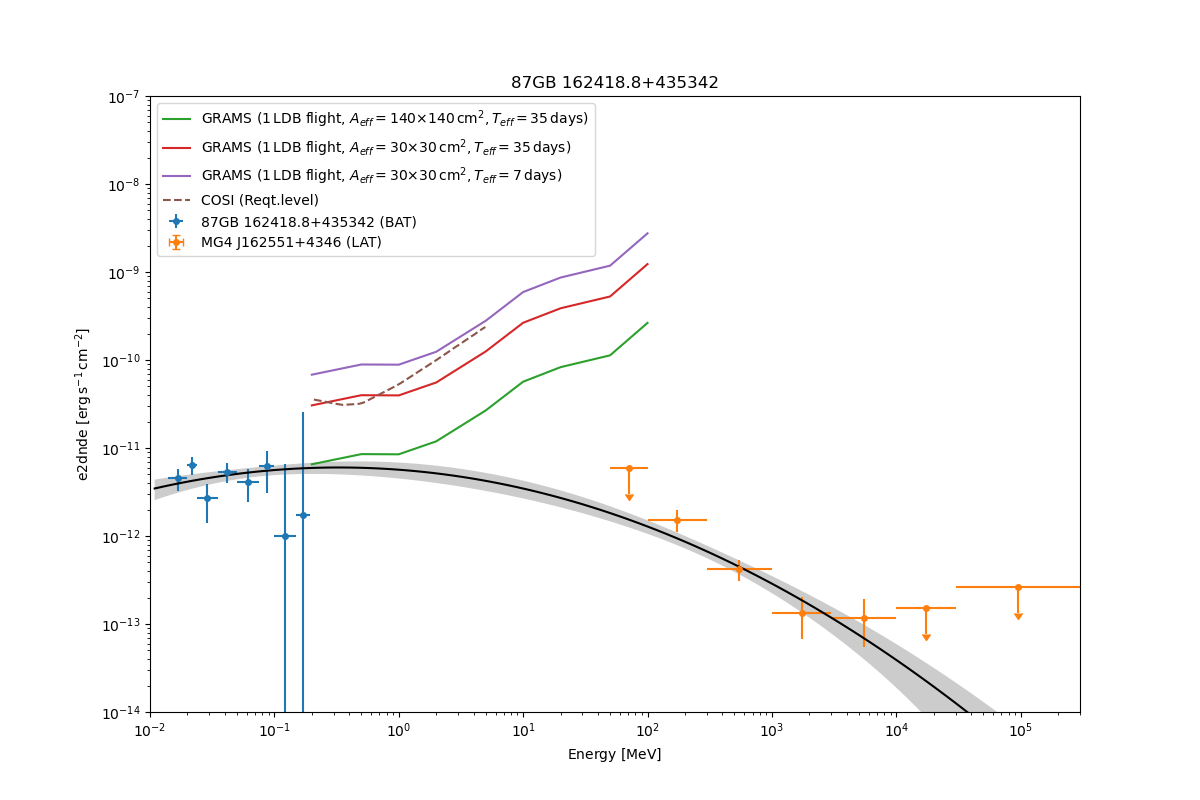 87GB 162418.8+435342
GRAMS (1 LDB flight, A_eff = 140×140 cm², T_eff = 35 days)
GRAMS (1 LDB flight, A_eff = 30×30 cm², T_eff = 35 days)
GRAMS (1 LDB flight, A_eff = 30×30 cm², T_eff = 7 days)
COSI (Reqt.level)
87GB 162418.8+435342 (BAT)
MG4 J162551+4346 (LAT)
10⁻⁷
10⁻⁸
10⁻⁹
10⁻¹⁰
10⁻¹¹
10⁻¹²
10⁻¹³
10⁻¹⁴
e2dnde [erg s⁻¹ cm⁻²]
10⁻² 10⁻¹ 10⁰ 10¹ 10² 10³ 10⁴ 10⁵
Energy [MeV]